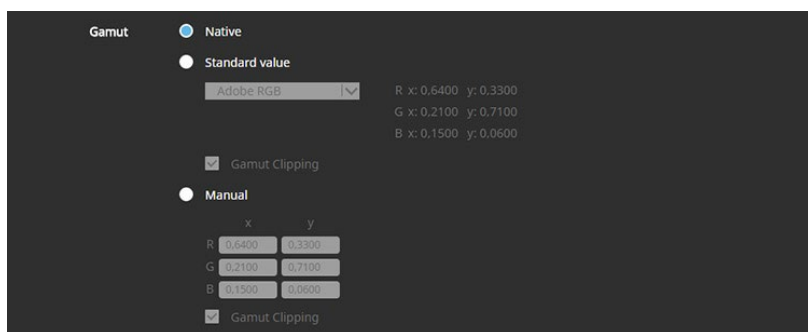 Gamut Native
Standard value
Adobe RGB R x: 0,6400 y: 0,3300
G x: 0,2100 y: 0,7100
B x: 0,1500 y: 0,0600
Gamut Clipping
Manual
x y
R 0,6400 0,3300
G 0,2100 0,7100
B 0,1500 0,0600
Gamut Clipping